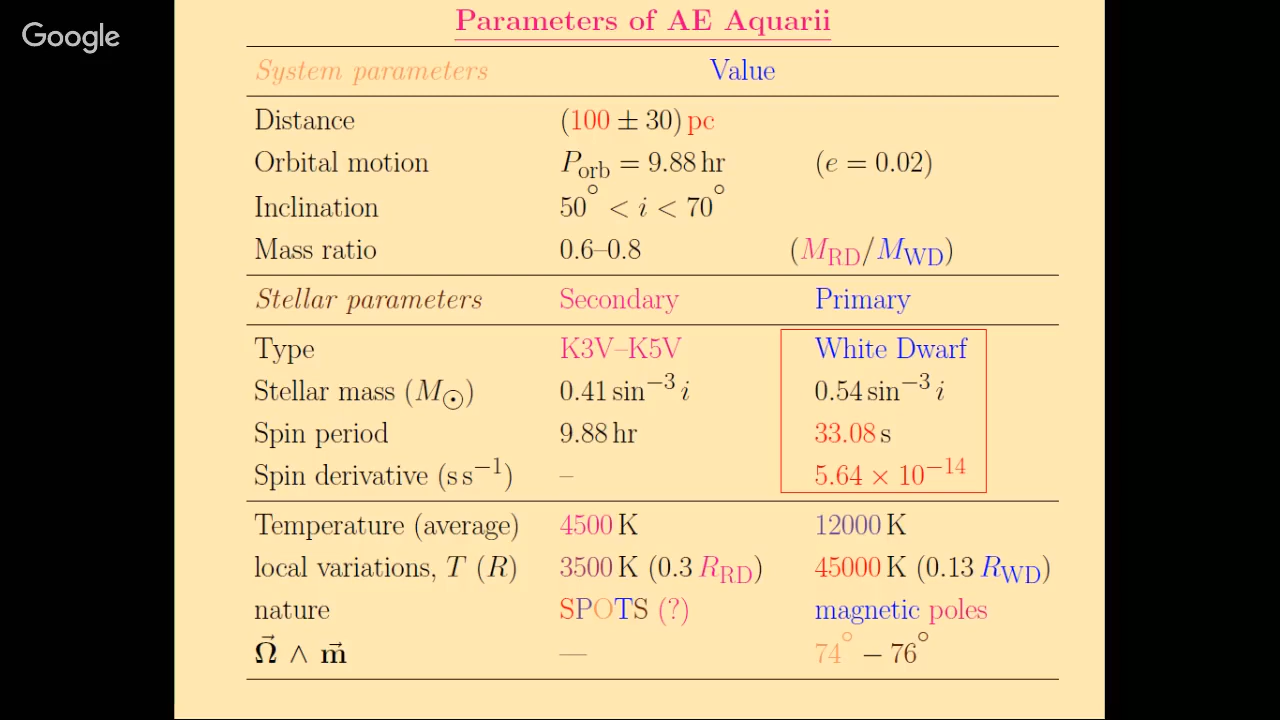 Google
Parameters of AE Aquarii
System parameters Value
Distance (100 ± 30) pc
Orbital motion P_orb = 9.88 hr (e = 0.02)
Inclination 50° < i < 70°
Mass ratio 0.6–0.8 (M_RD/M_WD)
Stellar parameters Secondary Primary
Type K3V–K5V White Dwarf
Stellar mass (M_⊙) 0.41 sin⁻³ i 0.54 sin⁻³ i
Spin period 9.88 hr 33.08 s
Spin derivative (s s⁻¹) – 5.64 × 10⁻¹⁴
Temperature (average) 4500 K 12000 K
local variations, T (R) 3500 K (0.3 R_RD) 45000 K (0.13 R_WD)
nature SPOTS (?) magnetic poles
Ω⃗ ∧ m⃗ — 74° – 76°